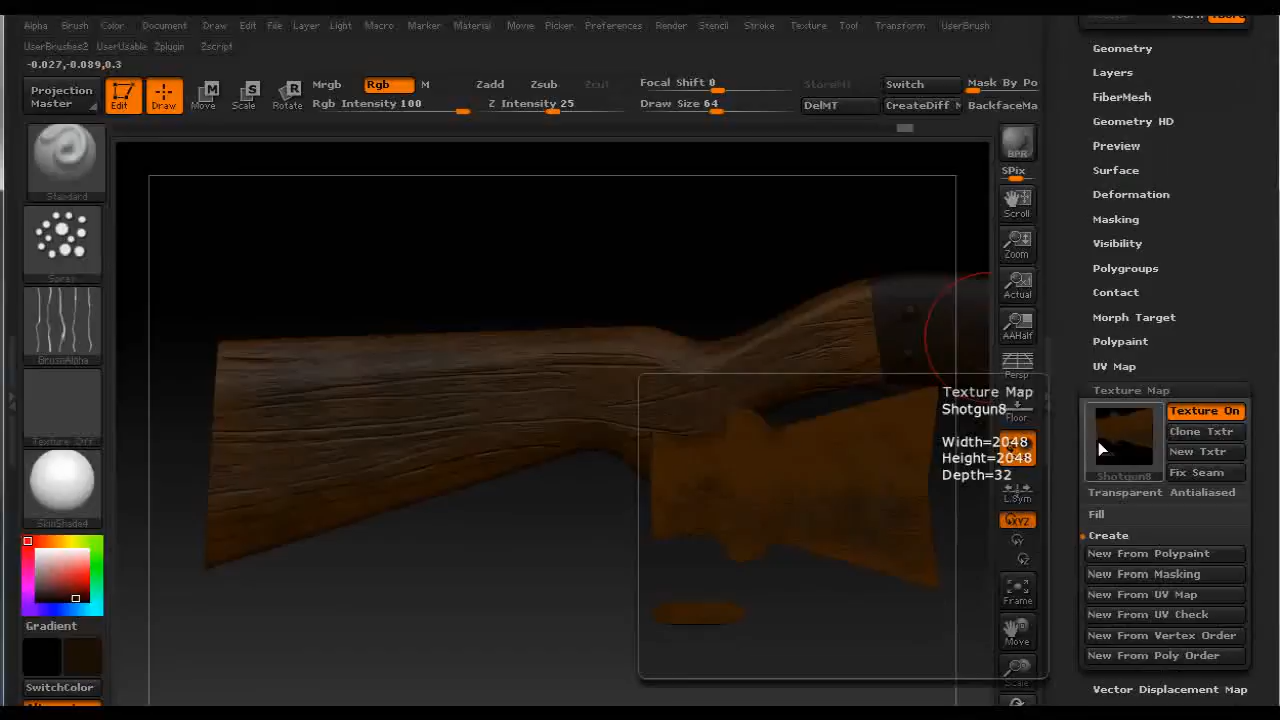 Alpha Brush Color Document Draw Edit File Layer Light Macro Marker Material Movie Picker Preferences Render Stencil Stroke Texture Tool Transform UserBrush
UserBrushes2 UserUsable Zplugin Zscript
-0.027,-0.089,0.3
Projection Master
Edit
Draw
Move
Scale
Rotate
Mrgb
Rgb
M
Rgb Intensity 100
Zadd
Zsub
Zcut
Z Intensity 25
Focal Shift 0
Draw Size 64
StoreMT
DelMT
Switch
CreateDiff M
Mask By Po
BackfaceMa
Standard
Spray
BrushAlpha
Texture Off
SkinShade4
Gradient
SwitchColor
BPR
SPix
Scroll
Zoom
Actual
AAHalf
Persp
Floor
L.Sym
XYZ
Frame
Move
Scale
Texture Map
Shotgun8
Width=2048
Height=2048
Depth=32
Geometry
Layers
FiberMesh
Geometry HD
Preview
Surface
Deformation
Masking
Visibility
Polygroups
Contact
Morph Target
Polypaint
UV Map
Texture Map
Texture On
Clone Txtr
New Txtr
Fix Seam
Shotgun8
Transparent Antialiased
Fill
Create
New From Polypaint
New From Masking
New From UV Map
New From UV Check
New From Vertex Order
New From Poly Order
Vector Displacement Map